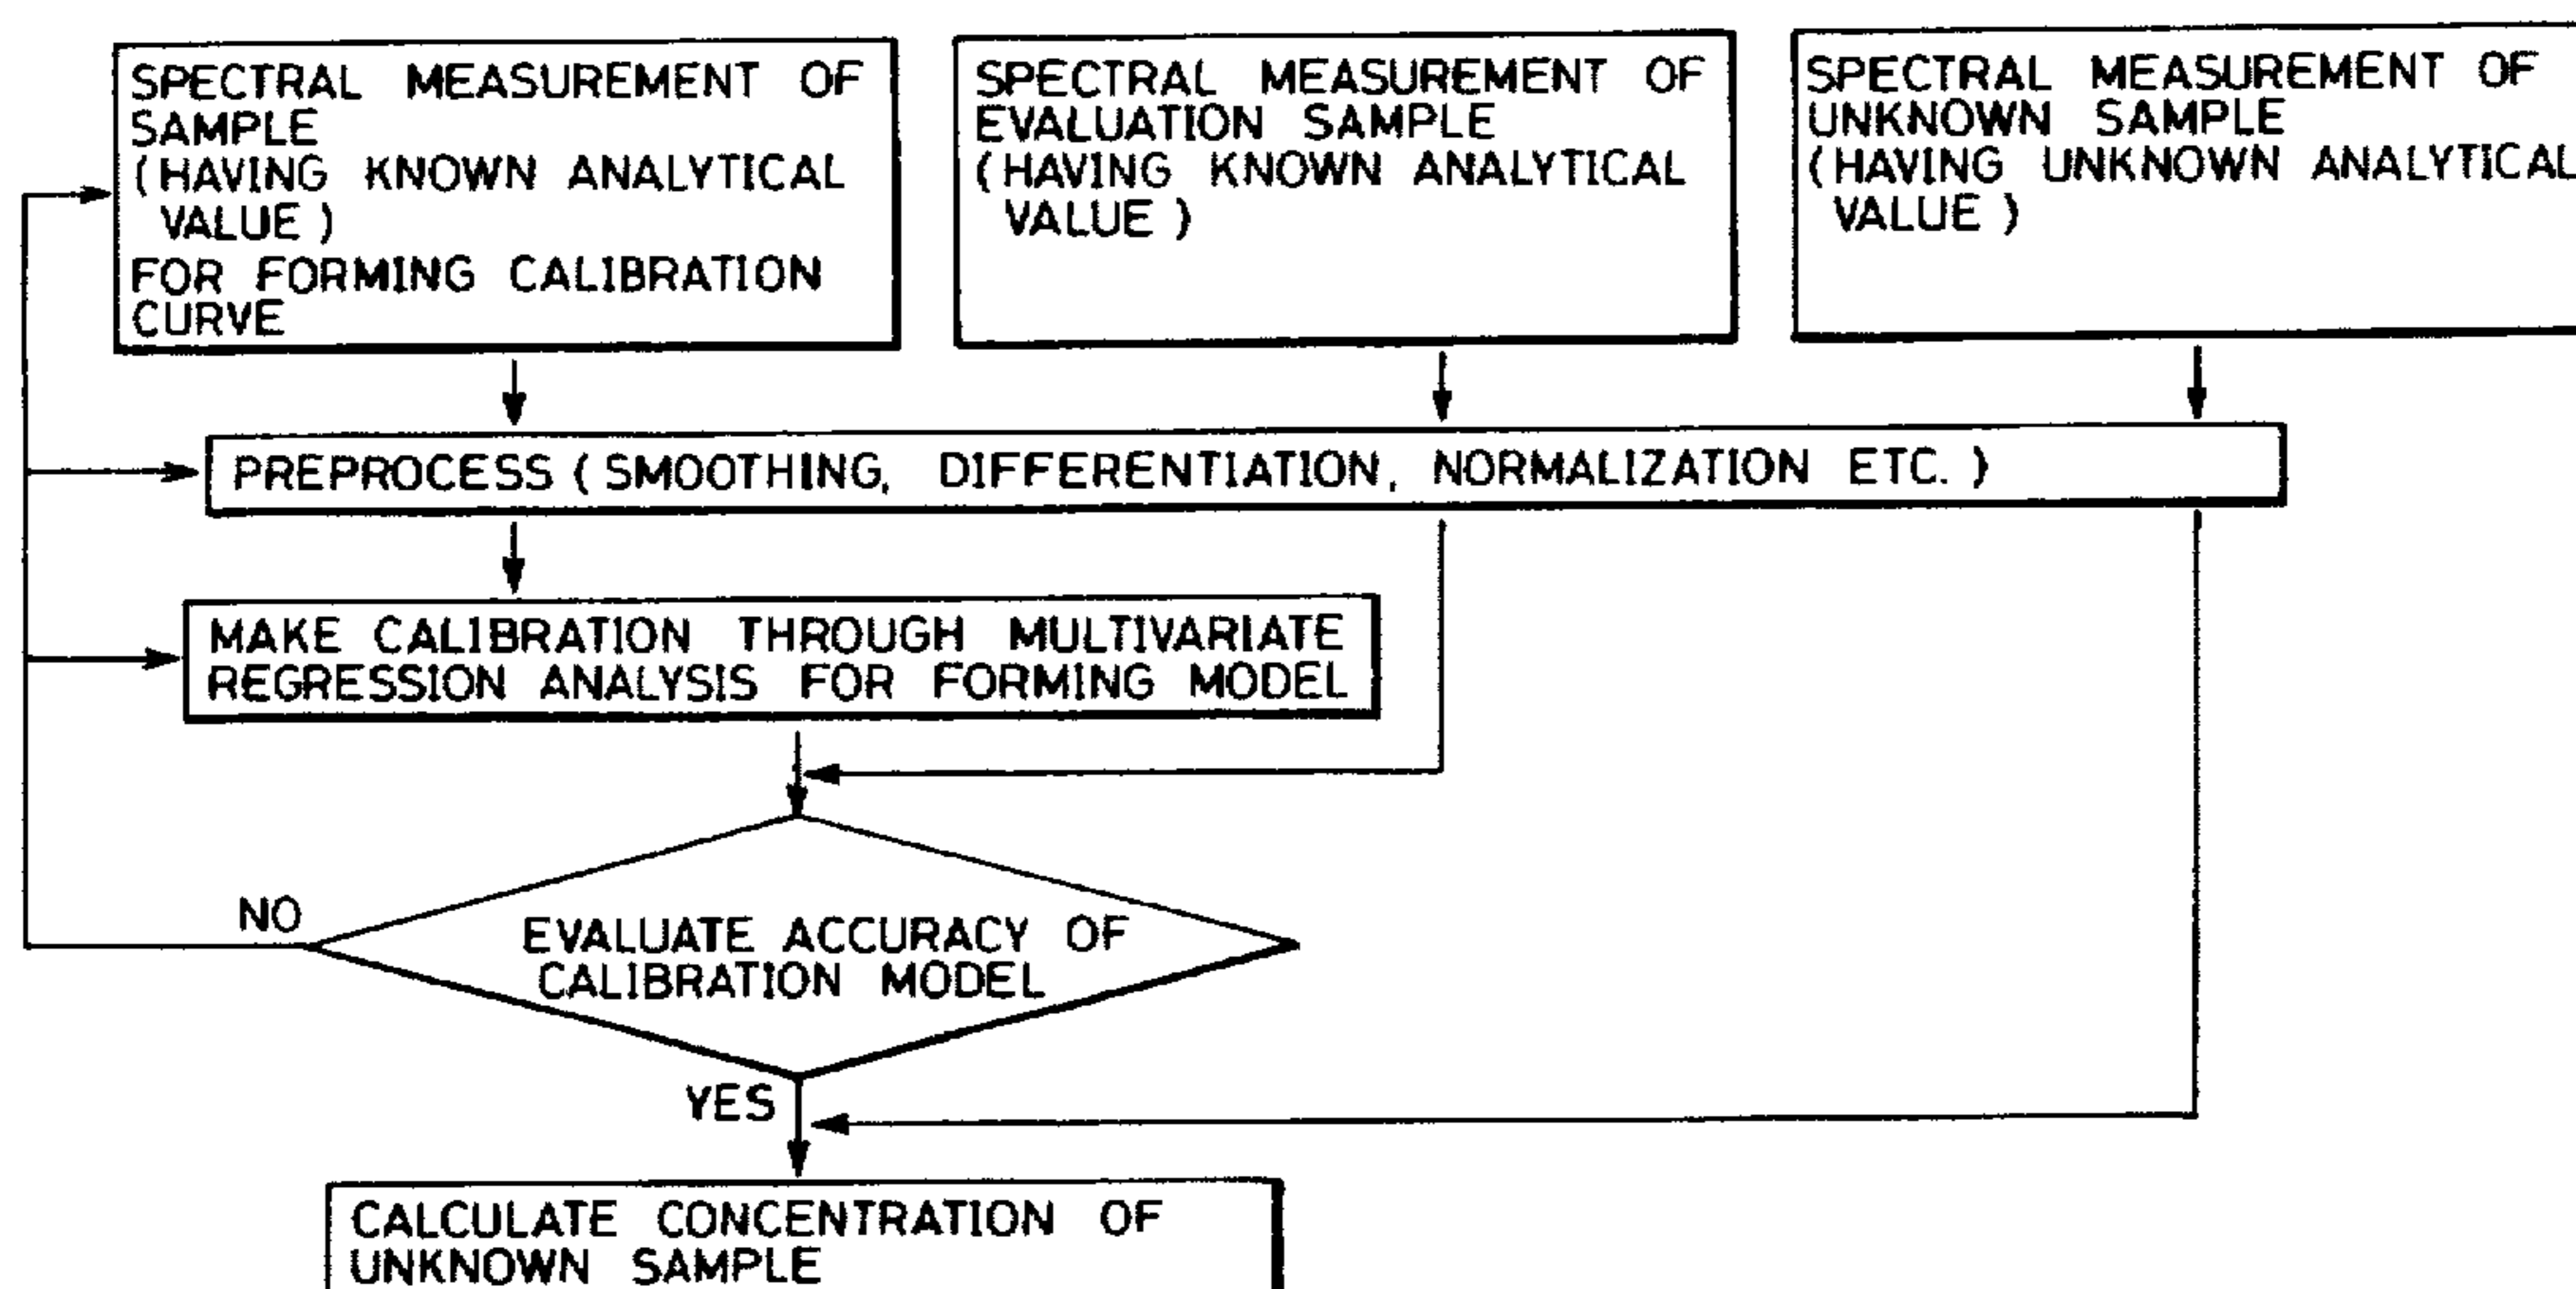 SPECTRAL MEASUREMENT OF
SAMPLE
(HAVING KNOWN ANALYTICAL
VALUE)
FOR FORMING CALIBRATION
CURVE
SPECTRAL MEASUREMENT OF
EVALUATION SAMPLE
(HAVING KNOWN ANALYTICAL
VALUE)
SPECTRAL MEASUREMENT OF
UNKNOWN SAMPLE
(HAVING UNKNOWN ANALYTICAL
VALUE)
PREPROCESS (SMOOTHING, DIFFERENTIATION, NORMALIZATION ETC.)
MAKE CALIBRATION THROUGH MULTIVARIATE
REGRESSION ANALYSIS FOR FORMING MODEL
NO
EVALUATE ACCURACY OF
CALIBRATION MODEL
YES
CALCULATE CONCENTRATION OF
UNKNOWN SAMPLE